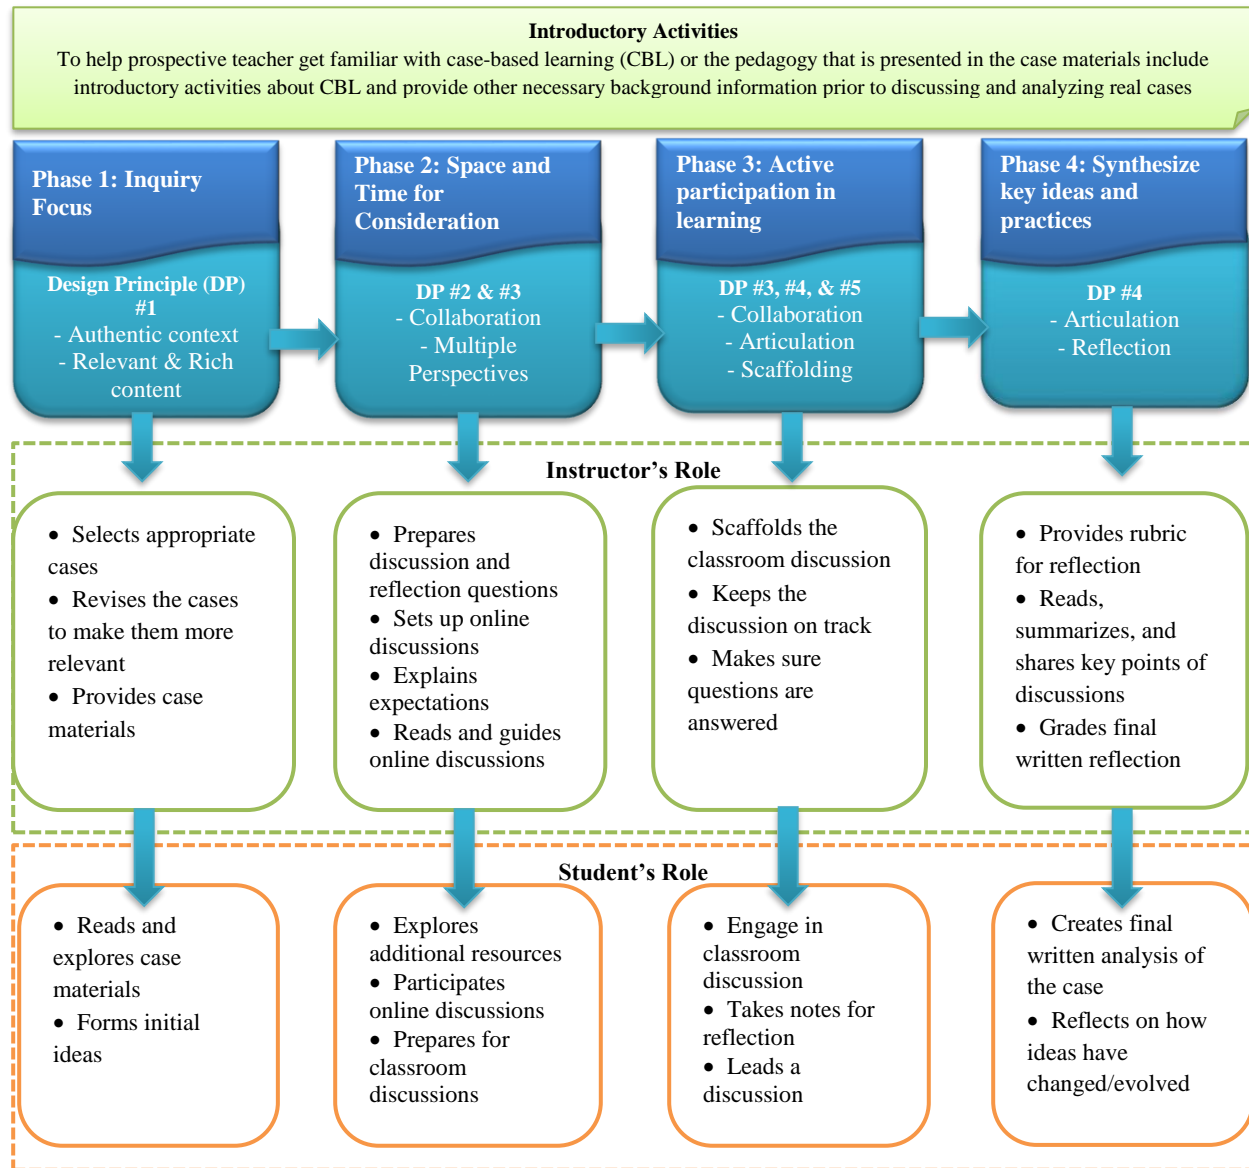 Introductory Activities
To help prospective teacher get familiar with case-based learning (CBL) or the pedagogy that is presented in the case materials include
introductory activities about CBL and provide other necessary background information prior to discussing and analyzing real cases
Phase 1: Inquiry
Focus
Design Principle (DP)
#1
- Authentic context
- Relevant & Rich
content
Phase 2: Space and
Time for
Consideration
DP #2 & #3
- Collaboration
- Multiple
Perspectives
Phase 3: Active
participation in
learning
DP #3, #4, & #5
- Collaboration
- Articulation
- Scaffolding
Phase 4: Synthesize
key ideas and
practices
DP #4
- Articulation
- Reflection
Instructor's Role
• Selects appropriate
cases
• Revises the cases
to make them more
relevant
• Provides case
materials
• Prepares
discussion and
reflection questions
• Sets up online
discussions
• Explains
expectations
• Reads and guides
online discussions
• Scaffolds the
classroom discussion
• Keeps the
discussion on track
• Makes sure
questions are
answered
• Provides rubric
for reflection
• Reads,
summarizes, and
shares key points of
discussions
• Grades final
written reflection
Student's Role
• Reads and
explores case
materials
• Forms initial
ideas
• Explores
additional resources
• Participates
online discussions
• Prepares for
classroom
discussions
• Engage in
classroom
discussion
• Takes notes for
reflection
• Leads a
discussion
• Creates final
written analysis of
the case
• Reflects on how
ideas have
changed/evolved